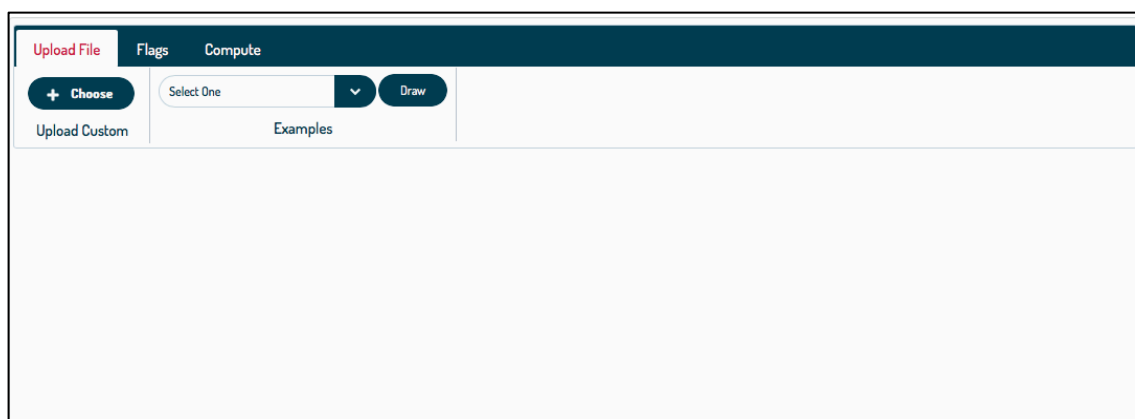 Upload File Flags Compute
+ Choose Select One Draw
Upload Custom Examples